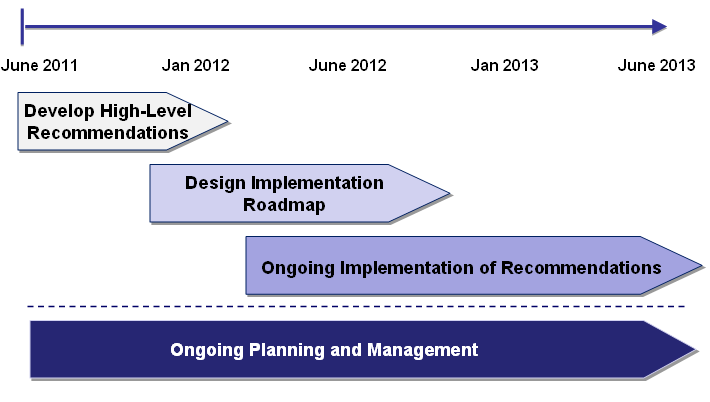 June 2011 Jan 2012 June 2012 Jan 2013 June 2013
Develop High-Level
Recommendations
Design Implementation
Roadmap
Ongoing Implementation of Recommendations
Ongoing Planning and Management